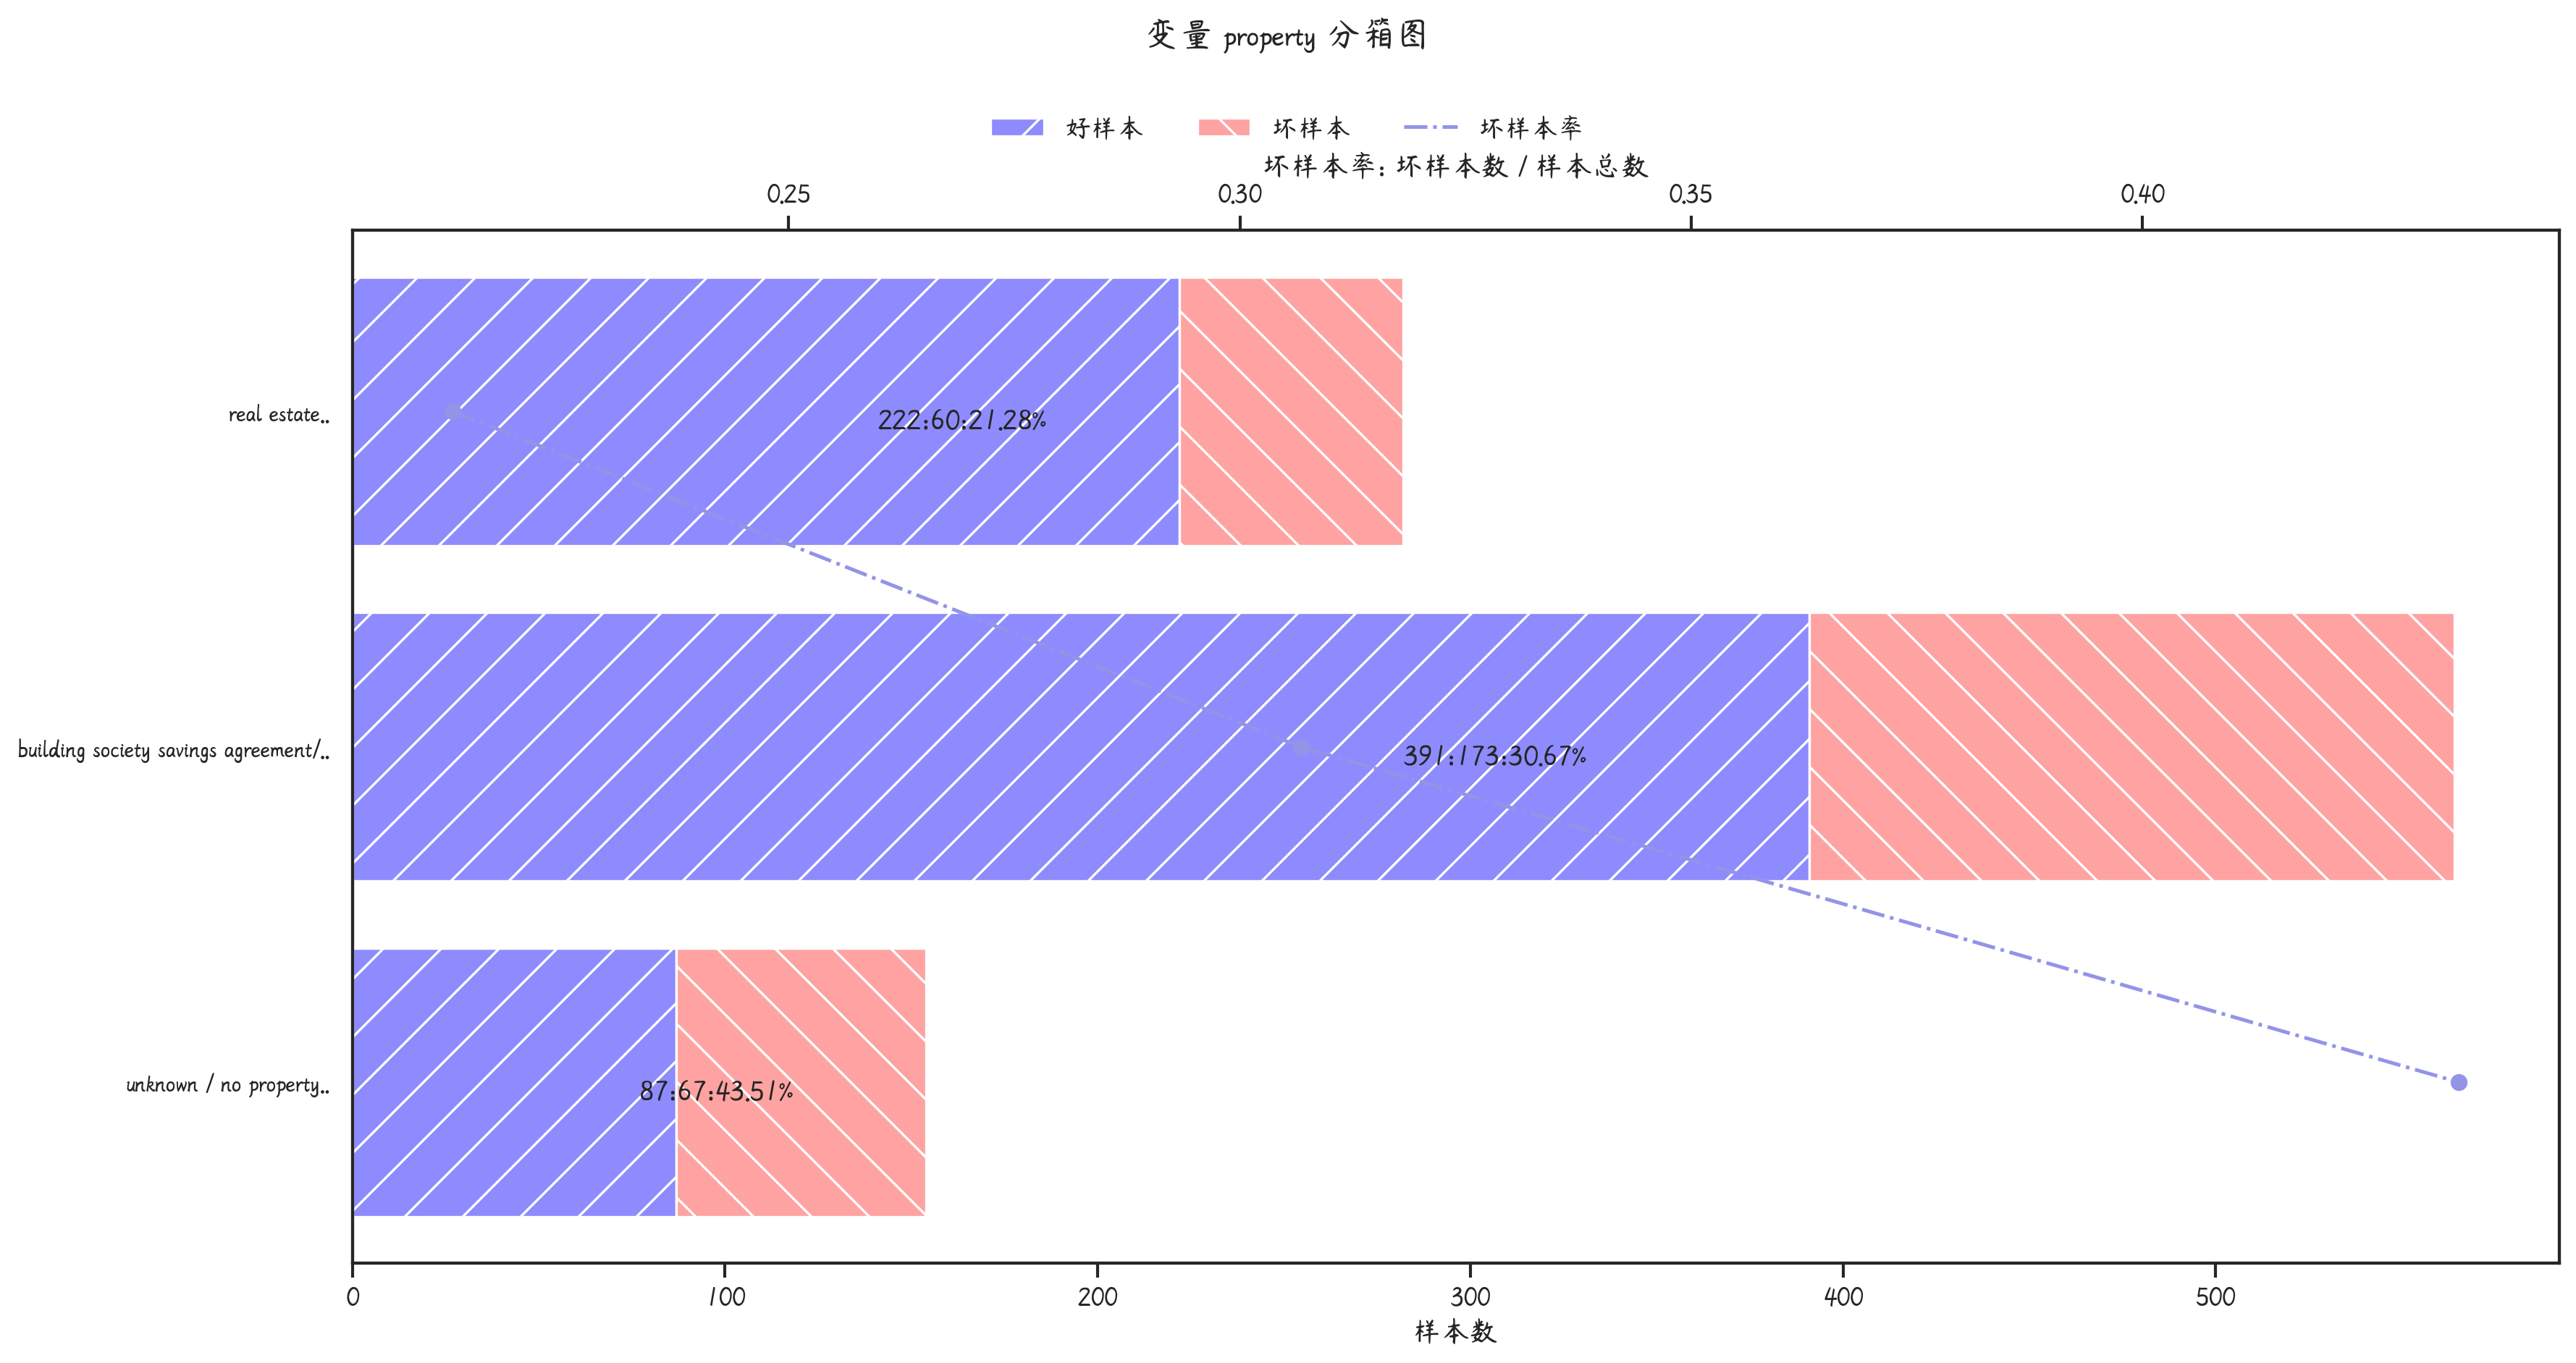 变量 property 分箱图
好样本 坏样本 坏样本率
坏样本率: 坏样本数 / 样本总数
0.25 0.30 0.35 0.40
real estate..
222:60:21.28%
building society savings agreement/..
391:173:30.67%
unknown / no property..
87:67:43.51%
0 100 200 300 400 500
样本数